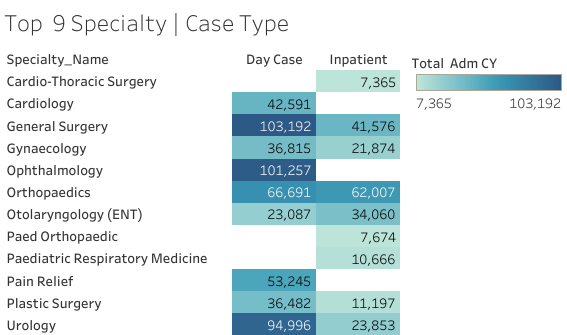 Top 9 Specialty | Case Type
Specialty_Name Day Case Inpatient
Cardio-Thoracic Surgery 7,365
Cardiology 42,591
General Surgery 103,192 41,576
Gynaecology 36,815 21,874
Ophthalmology 101,257
Orthopaedics 66,691 62,007
Otolaryngology (ENT) 23,087 34,060
Paed Orthopaedic 7,674
Paediatric Respiratory Medicine 10,666
Pain Relief 53,245
Plastic Surgery 36,482 11,197
Urology 94,996 23,853
Total Adm CY
7,365 103,192